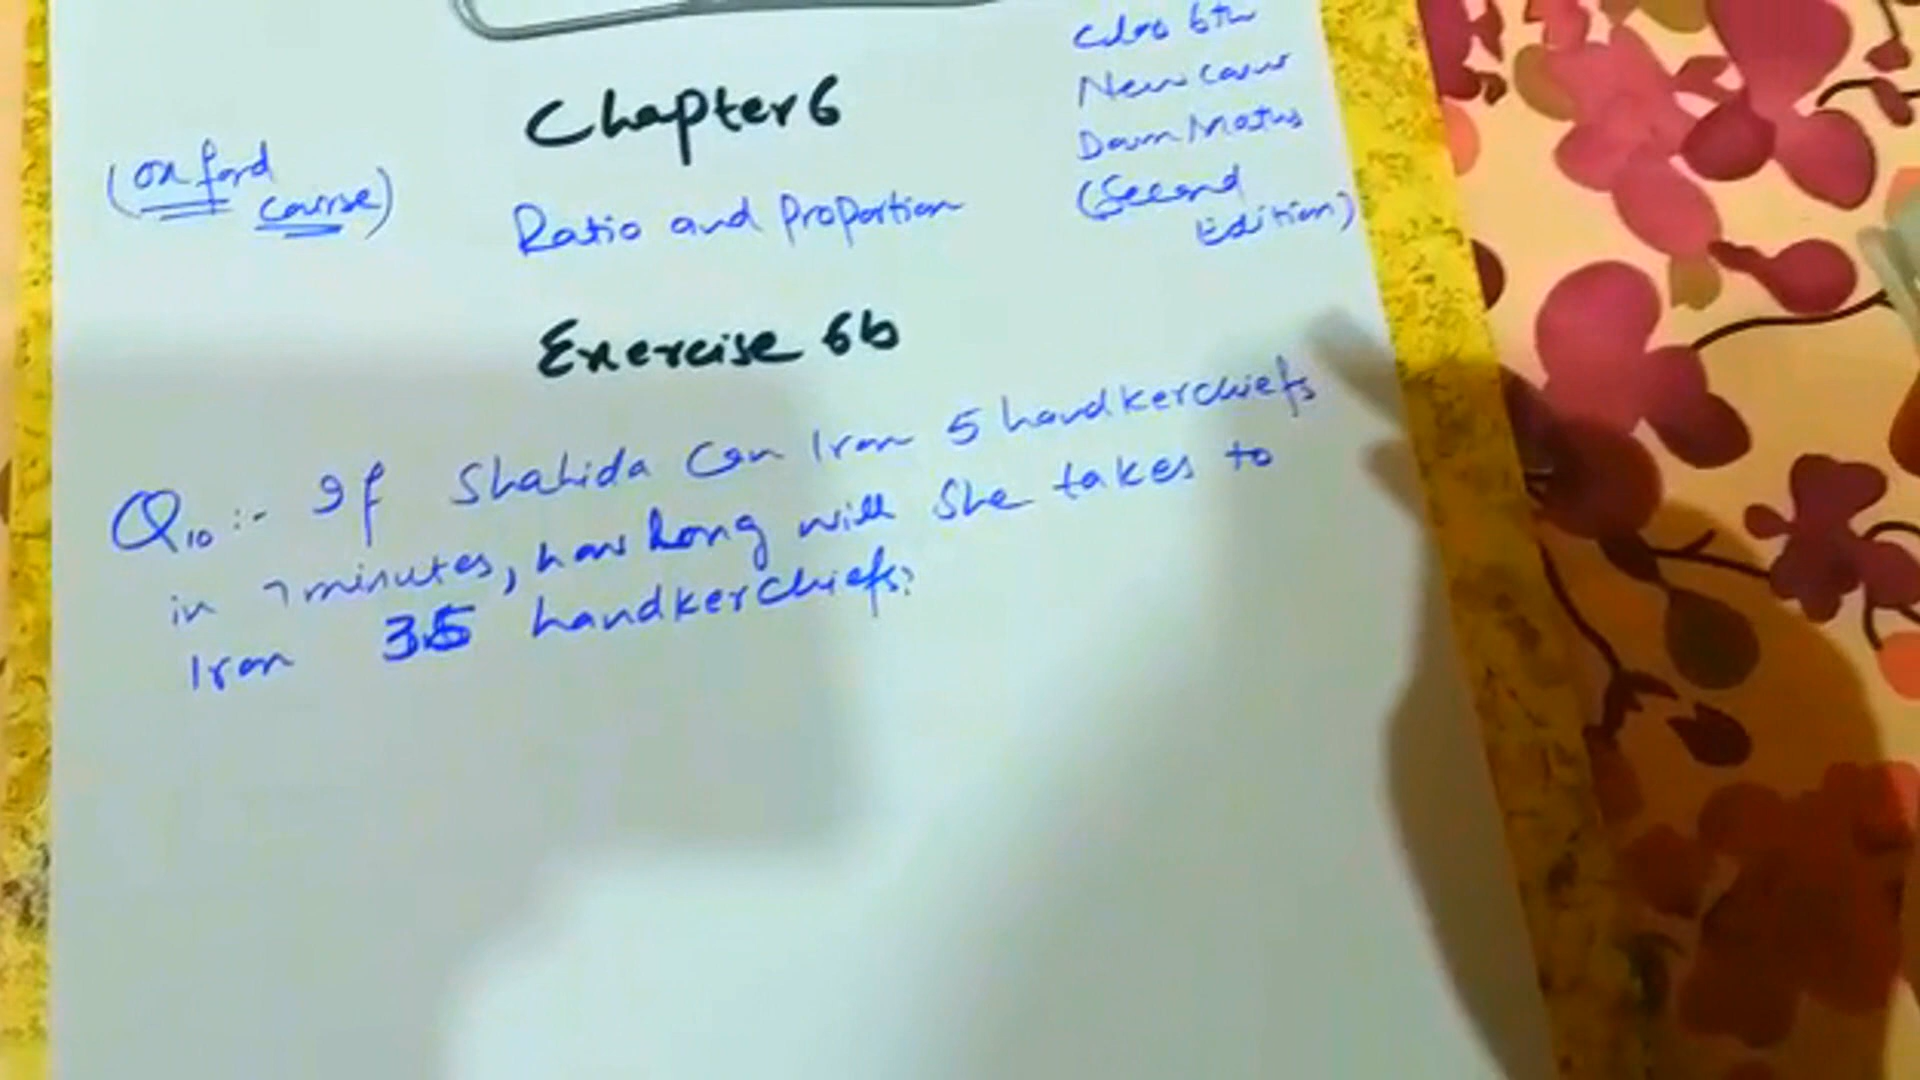 Chapter 6
(Oxford
course)
Ratio and Proportion
Class 6th
New
Down Maths
(Second
Edition)
Exercise 6b
Q10:- If Shahida Can Iron 5 handkerchiefs
in 7 minutes, how Long will She takes to
Iron 35 handkerchiefs?